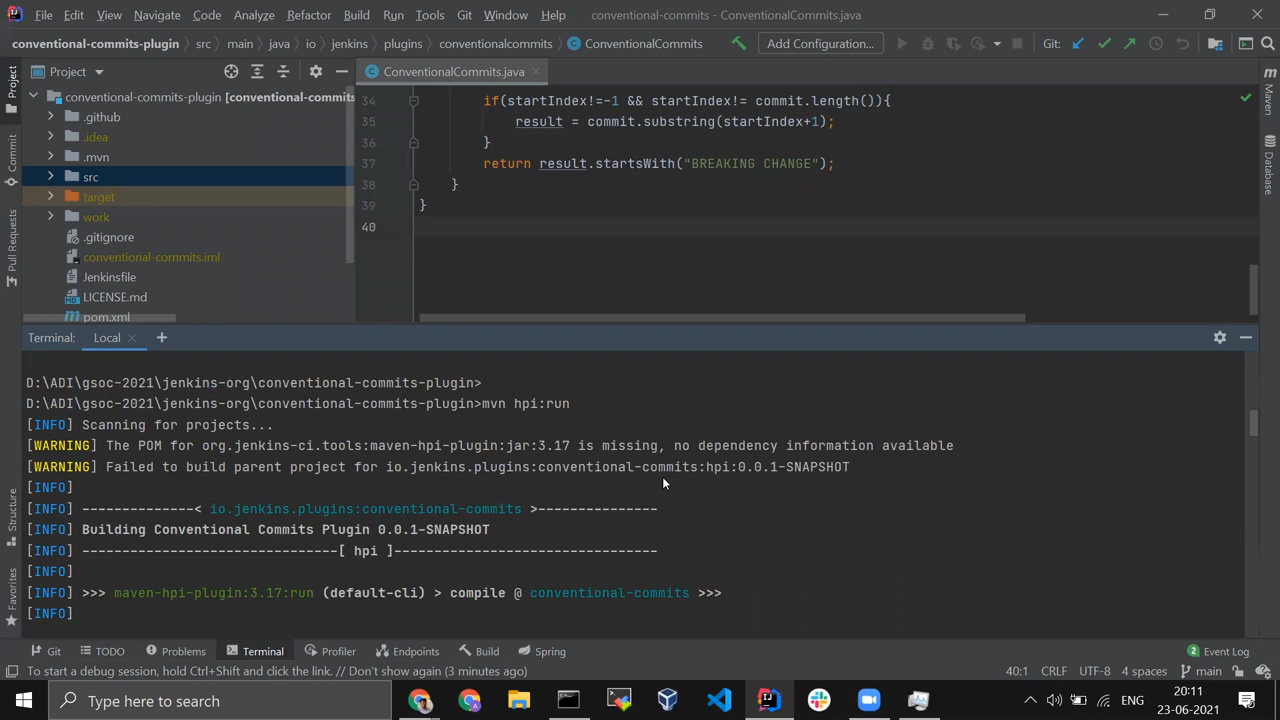 File Edit View Navigate Code Analyze Refactor Build Run Tools Git Window Help conventional-commits - ConventionalCommits.java
conventional-commits-plugin src main java io jenkins plugins conventionalcommits ConventionalCommits Add Configuration... Git:
Project ConventionalCommits.java
conventional-commits-plugin [conventional-commits
.github
.idea
.mvn
src
target
work
.gitignore
conventional-commits.iml
Jenkinsfile
LICENSE.md
pom.xml
34 if(startIndex!=-1 && startIndex!= commit.length()){
35 result = commit.substring(startIndex+1);
36 }
37 return result.startsWith("BREAKING CHANGE");
38 }
39 }
40
Project
Commit
Pull Requests
Structure
Favorites
Maven
Database
Terminal: Local
D:\ADI\gsoc-2021\jenkins-org\conventional-commits-plugin>
D:\ADI\gsoc-2021\jenkins-org\conventional-commits-plugin>mvn hpi:run
[INFO] Scanning for projects...
[WARNING] The POM for org.jenkins-ci.tools:maven-hpi-plugin:jar:3.17 is missing, no dependency information available
[WARNING] Failed to build parent project for io.jenkins.plugins:conventional-commits:hpi:0.0.1-SNAPSHOT
[INFO]
[INFO] --------------< io.jenkins.plugins:conventional-commits >---------------
[INFO] Building Conventional Commits Plugin 0.0.1-SNAPSHOT
[INFO] --------------------------------[ hpi ]---------------------------------
[INFO]
[INFO] >>> maven-hpi-plugin:3.17:run (default-cli) > compile @ conventional-commits >>>
[INFO]
Git TODO Problems Terminal Profiler Endpoints Build Spring 2 Event Log
To start a debug session, hold Ctrl+Shift and click the link. // Don't show again (3 minutes ago) 40:1 CRLF UTF-8 4 spaces main
Type here to search ENG 20:11
23-06-2021